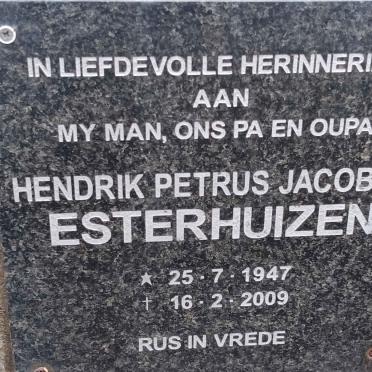 IN LIEFDEVOLLE HERINNERI
AAN
MY MAN, ONS PA EN OUPA
HENDRIK PETRUS JACOB
ESTERHUIZEN
★ 25 · 7 · 1947
† 16 · 2 · 2009
RUS IN VREDE